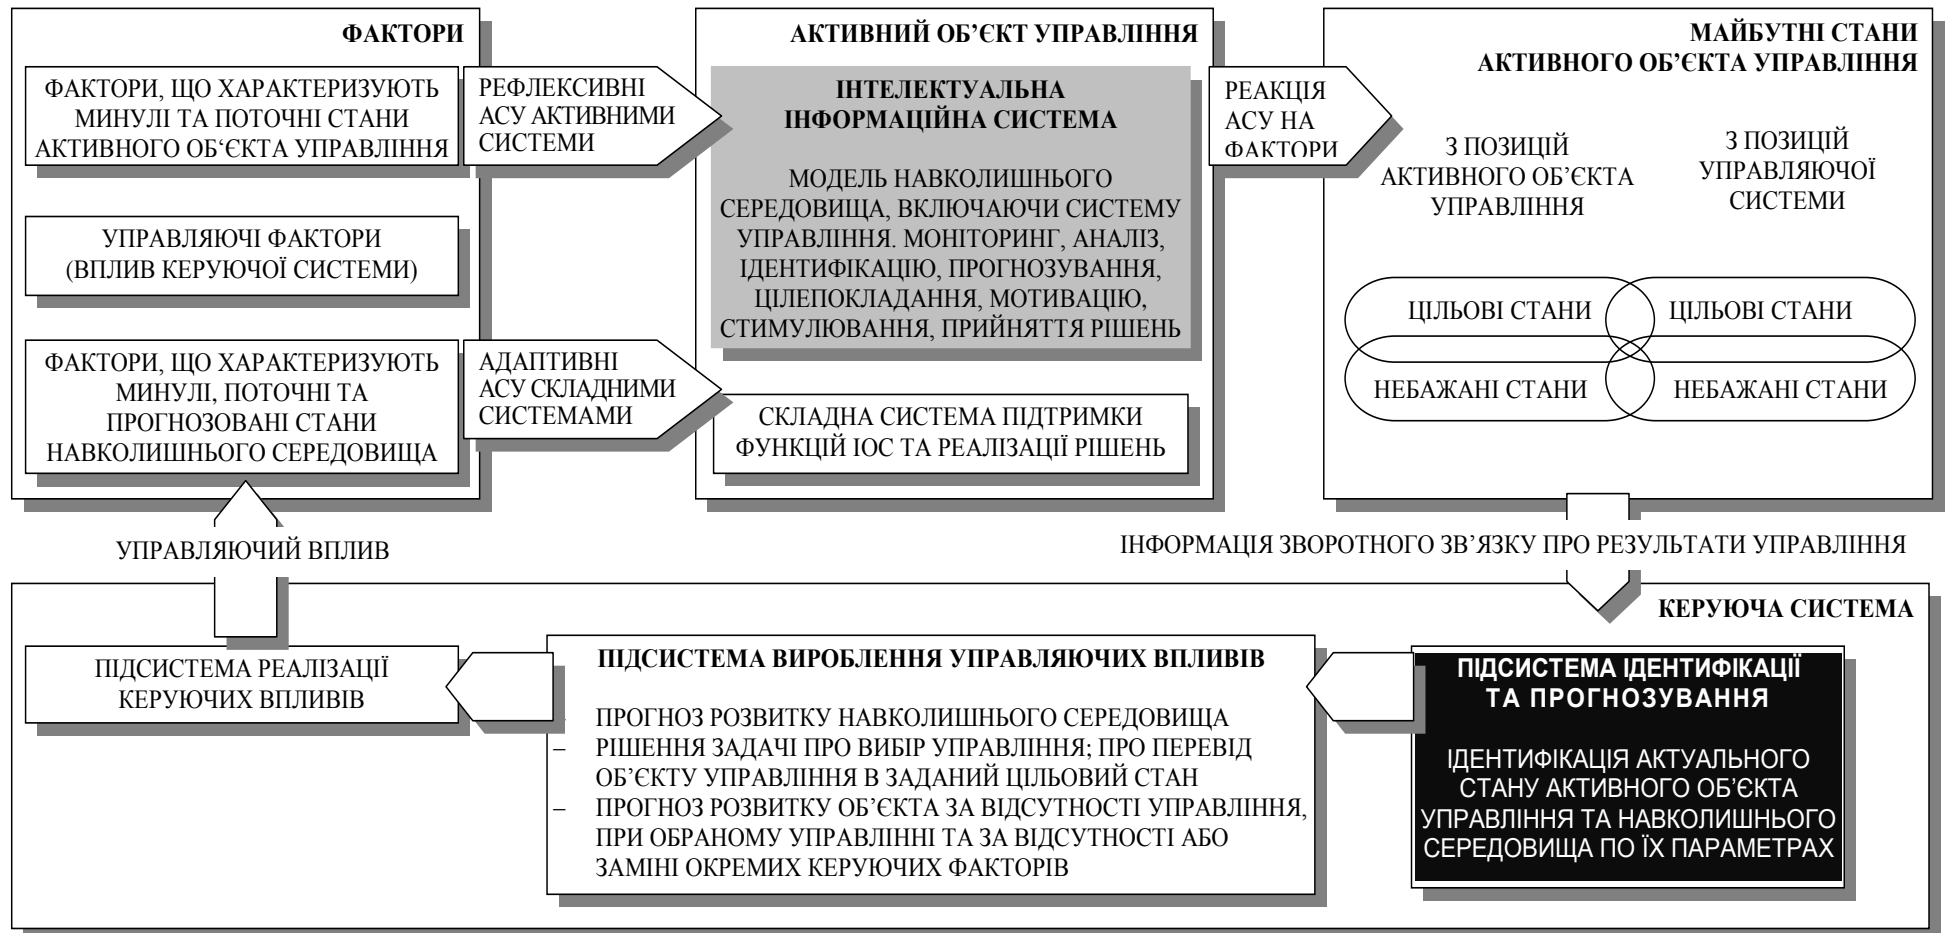 ФАКТОРИ
ФАКТОРИ, ЩО ХАРАКТЕРИЗУЮТЬ
МИНУЛІ ТА ПОТОЧНІ СТАНИ
АКТИВНОГО ОБ‘ЄКТА УПРАВЛІННЯ
УПРАВЛЯЮЧІ ФАКТОРИ
(ВПЛИВ КЕРУЮЧОЇ СИСТЕМИ)
ФАКТОРИ, ЩО ХАРАКТЕРИЗУЮТЬ
МИНУЛІ, ПОТОЧНІ ТА
ПРОГНОЗОВАНІ СТАНИ
НАВКОЛИШНЬОГО СЕРЕДОВИЩА
РЕФЛЕКСИВНІ
АСУ АКТИВНИМИ
СИСТЕМИ
АДАПТИВНІ
АСУ СКЛАДНИМИ
СИСТЕМАМИ
АКТИВНИЙ ОБ’ЄКТ УПРАВЛІННЯ
ІНТЕЛЕКТУАЛЬНА
ІНФОРМАЦІЙНА СИСТЕМА
МОДЕЛЬ НАВКОЛИШНЬОГО
СЕРЕДОВИЩА, ВКЛЮЧАЮЧИ СИСТЕМУ
УПРАВЛІННЯ. МОНІТОРИНГ, АНАЛІЗ,
ІДЕНТИФІКАЦІЮ, ПРОГНОЗУВАННЯ,
ЦІЛЕПОКЛАДАННЯ, МОТИВАЦІЮ,
СТИМУЛЮВАННЯ, ПРИЙНЯТТЯ РІШЕНЬ
СКЛАДНА СИСТЕМА ПІДТРИМКИ
ФУНКЦІЙ ІОС ТА РЕАЛІЗАЦІЇ РІШЕНЬ
РЕАКЦІЯ
АСУ НА
ФАКТОРИ
МАЙБУТНІ СТАНИ
АКТИВНОГО ОБ’ЄКТА УПРАВЛІННЯ
З ПОЗИЦІЙ
АКТИВНОГО ОБ’ЄКТА
УПРАВЛІННЯ
З ПОЗИЦІЙ
УПРАВЛЯЮЧОЇ
СИСТЕМИ
ЦІЛЬОВІ СТАНИ
ЦІЛЬОВІ СТАНИ
НЕБАЖАНІ СТАНИ
НЕБАЖАНІ СТАНИ
УПРАВЛЯЮЧИЙ ВПЛИВ
ІНФОРМАЦІЯ ЗВОРОТНОГО ЗВ’ЯЗКУ ПРО РЕЗУЛЬТАТИ УПРАВЛІННЯ
КЕРУЮЧА СИСТЕМА
ПІДСИСТЕМА РЕАЛІЗАЦІЇ
КЕРУЮЧИХ ВПЛИВІВ
ПІДСИСТЕМА ВИРОБЛЕННЯ УПРАВЛЯЮЧИХ ВПЛИВІВ
– ПРОГНОЗ РОЗВИТКУ НАВКОЛИШНЬОГО СЕРЕДОВИЩА
– РІШЕННЯ ЗАДАЧІ ПРО ВИБІР УПРАВЛІННЯ; ПРО ПЕРЕВІД
ОБ’ЄКТУ УПРАВЛІННЯ В ЗАДАНИЙ ЦІЛЬОВИЙ СТАН
– ПРОГНОЗ РОЗВИТКУ ОБ’ЄКТА ЗА ВІДСУТНОСТІ УПРАВЛІННЯ,
ПРИ ОБРАНОМУ УПРАВЛІННІ ТА ЗА ВІДСУТНОСТІ АБО
ЗАМІНІ ОКРЕМИХ КЕРУЮЧИХ ФАКТОРІВ
ПІДСИСТЕМА ІДЕНТИФІКАЦІЇ
ТА ПРОГНОЗУВАННЯ
ІДЕНТИФІКАЦІЯ АКТУАЛЬНОГО
СТАНУ АКТИВНОГО ОБ’ЄКТА
УПРАВЛІННЯ ТА НАВКОЛИШНЬОГО
СЕРЕДОВИЩА ПО ЇХ ПАРАМЕТРАХ